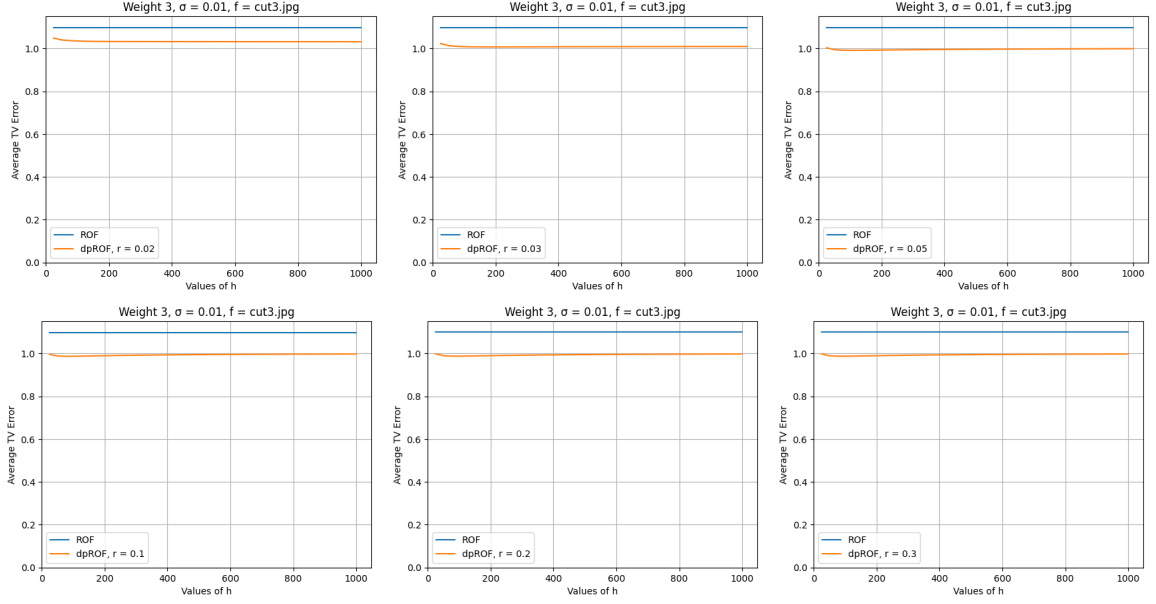 Weight 3, σ = 0.01, f = cut3.jpg
Average TV Error
1.0
0.8
0.6
0.4
0.2
0.0
ROF
dpROF, r = 0.02
0 200 400 600 800 1000
Values of h
Weight 3, σ = 0.01, f = cut3.jpg
Average TV Error
1.0
0.8
0.6
0.4
0.2
0.0
ROF
dpROF, r = 0.03
0 200 400 600 800 1000
Values of h
Weight 3, σ = 0.01, f = cut3.jpg
Average TV Error
1.0
0.8
0.6
0.4
0.2
0.0
ROF
dpROF, r = 0.05
0 200 400 600 800 1000
Values of h
Weight 3, σ = 0.01, f = cut3.jpg
Average TV Error
1.0
0.8
0.6
0.4
0.2
0.0
ROF
dpROF, r = 0.1
0 200 400 600 800 1000
Values of h
Weight 3, σ = 0.01, f = cut3.jpg
Average TV Error
1.0
0.8
0.6
0.4
0.2
0.0
ROF
dpROF, r = 0.2
0 200 400 600 800 1000
Values of h
Weight 3, σ = 0.01, f = cut3.jpg
Average TV Error
1.0
0.8
0.6
0.4
0.2
0.0
ROF
dpROF, r = 0.3
0 200 400 600 800 1000
Values of h